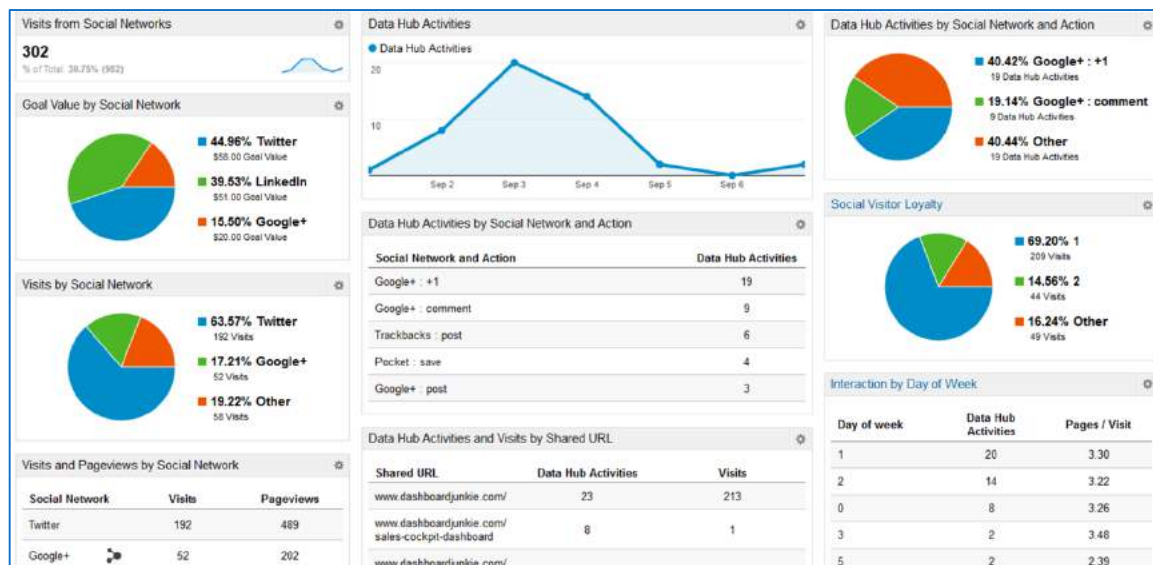 Visits from Social Networks
302
% of Total: 30.75% (982)
Goal Value by Social Network
44.96% Twitter
$58.00 Goal Value
39.53% LinkedIn
$51.00 Goal Value
15.50% Google+
$20.00 Goal Value
Visits by Social Network
63.57% Twitter
192 Visits
17.21% Google+
52 Visits
19.22% Other
58 Visits
Visits and Pageviews by Social Network
Social Network Visits Pageviews
Twitter 192 489
Google+ 52 202
Data Hub Activities
Data Hub Activities
20
10
Sep 2 Sep 3 Sep 4 Sep 5 Sep 6
Data Hub Activities by Social Network and Action
Social Network and Action Data Hub Activities
Google+ : +1 19
Google+ : comment 9
Trackbacks : post 6
Pocket : save 4
Google+ : post 3
Data Hub Activities and Visits by Shared URL
Shared URL Data Hub Activities Visits
www.dashboardjunkie.com/ 23 213
www.dashboardjunkie.com/
sales-cockpit-dashboard 8 1
www.dashboardjunkie.com/
Data Hub Activities by Social Network and Action
40.42% Google+ : +1
19 Data Hub Activities
19.14% Google+ : comment
9 Data Hub Activities
40.44% Other
19 Data Hub Activities
Social Visitor Loyalty
69.20% 1
209 Visits
14.56% 2
44 Visits
16.24% Other
49 Visits
Interaction by Day of Week
Day of week Data Hub Activities Pages / Visit
1 20 3.30
2 14 3.22
0 8 3.26
3 2 3.48
5 2 2.39